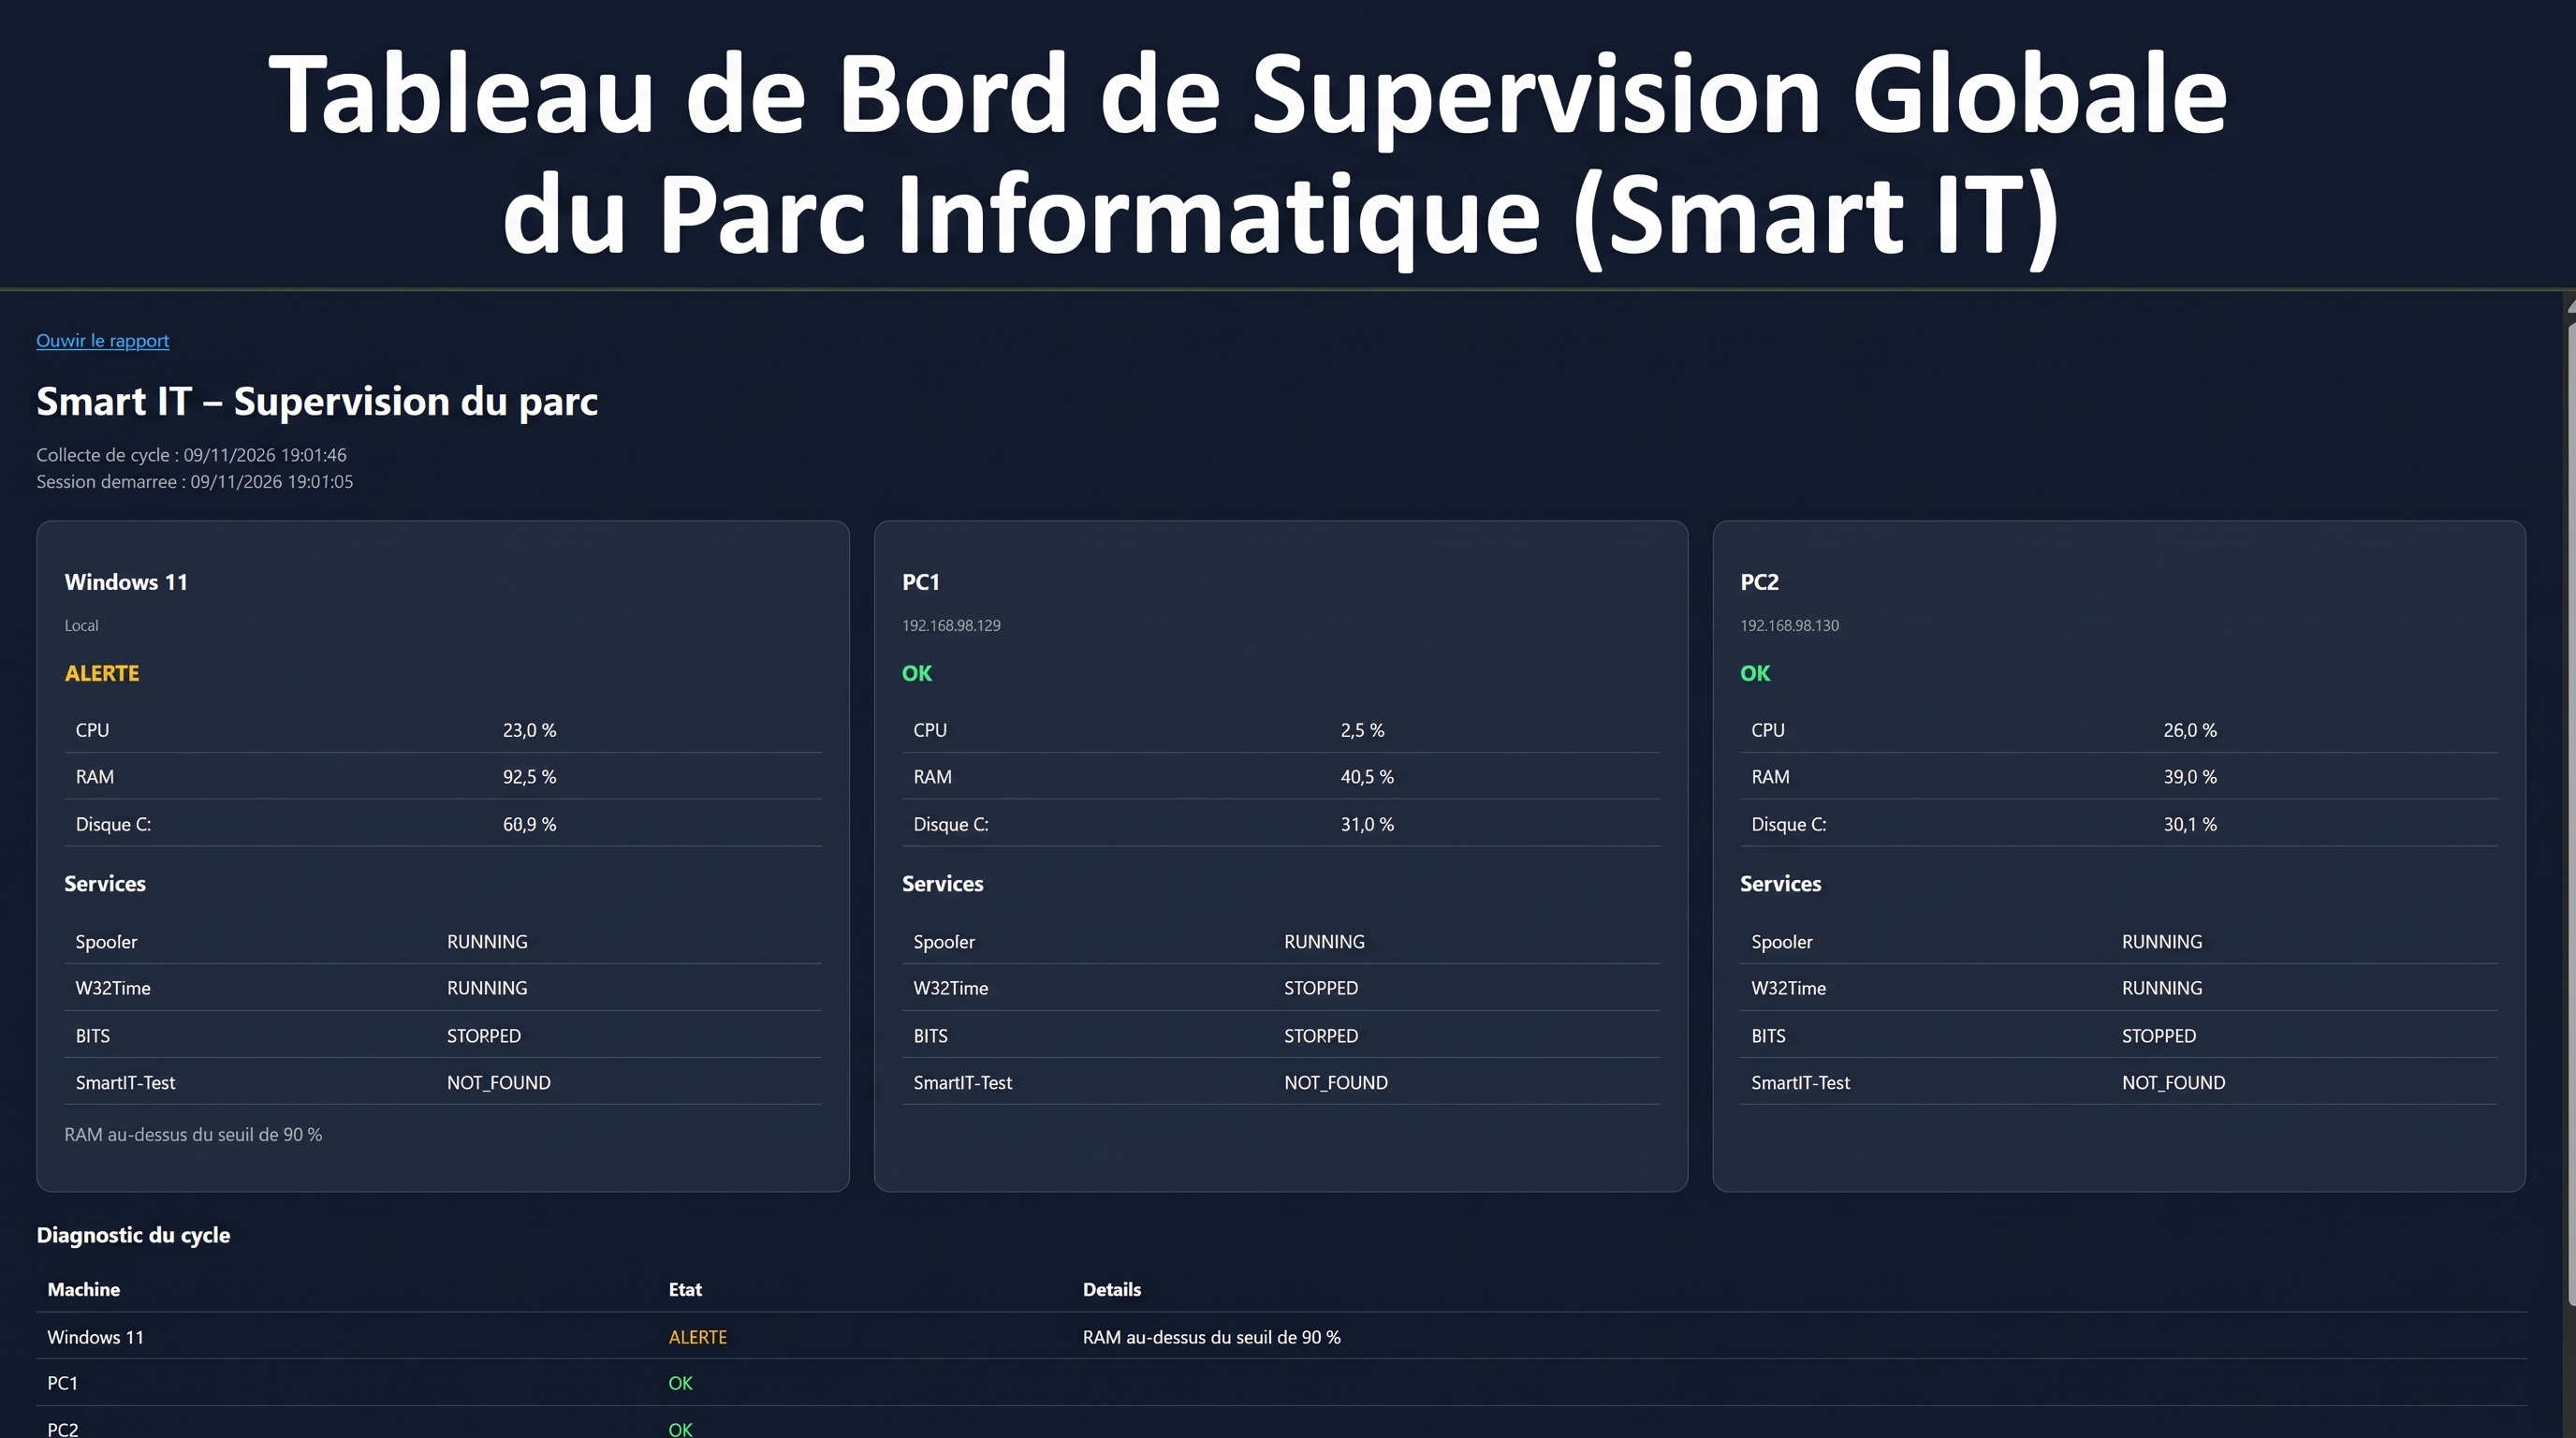 Tableau de Bord de Supervision Globale
du Parc Informatique (Smart IT)
Ouwir le rapport
Smart IT – Supervision du parc
Collecte de cycle : 09/11/2026 19:01:46
Session demarree : 09/11/2026 19:01:05
Windows 11
Local
ALERTE
CPU 23,0 %
RAM 92,5 %
Disque C: 60,9 %
Services
Spooler RUNNING
W32Time RUNNING
BITS STORPED
SmartIT-Test NOT_FOUND
RAM au-dessus du seuil de 90 %
PC1
192.168.98.129
OK
CPU 2,5 %
RAM 40,5 %
Disque C: 31,0 %
Services
Spooler RUNNING
W32Time STOPPED
BITS STORPED
SmartIT-Test NOT_FOUND
PC2
192.168.98.130
OK
CPU 26,0 %
RAM 39,0 %
Disque C: 30,1 %
Services
Spooler RUNNING
W32Time RUNNING
BITS STOPPED
SmartIT-Test NOT_FOUND
Diagnostic du cycle
Machine Etat Details
Windows 11 ALERTE RAM au-dessus du seuil de 90 %
PC1 OK
PC2 OK